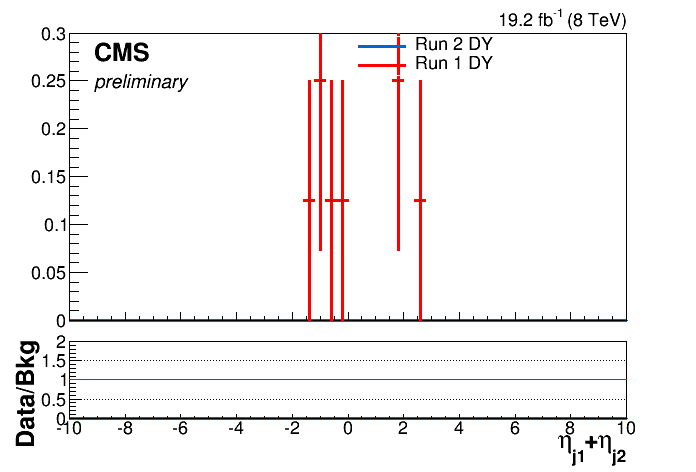 19.2 fb⁻¹ (8 TeV)
CMS
preliminary
Run 2 DY
Run 1 DY
0.3
0.25
0.2
0.15
0.1
0.05
0
2
1.5
1
0.5
0
Data/Bkg
-10 -8 -6 -4 -2 0 2 4 6 8 10
η_j1+η_j2